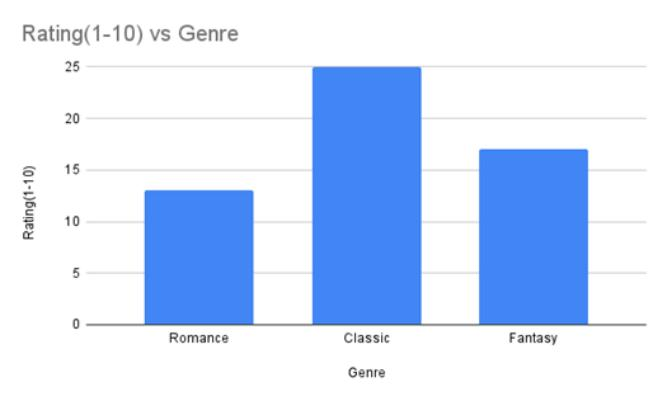 Rating(1-10) vs Genre
25
20
15
10
5
0
Rating(1-10)
Romance Classic Fantasy
Genre